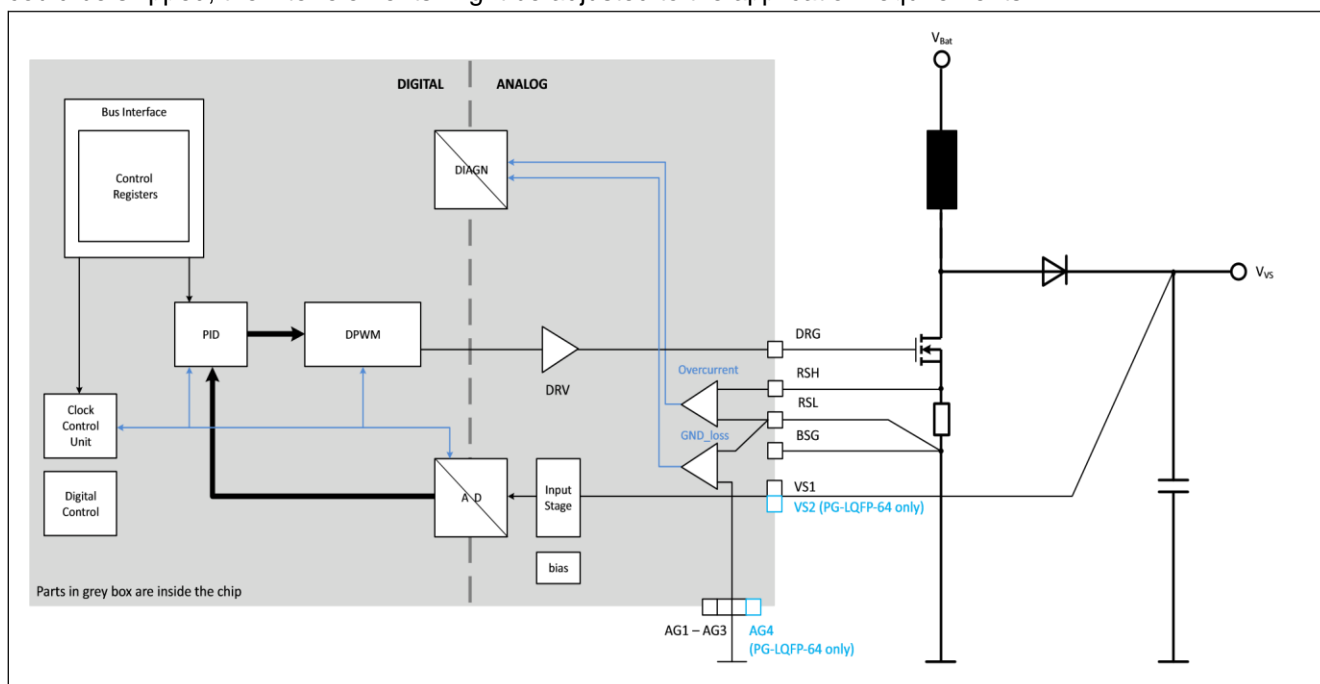 V_Bat
DIGITAL
ANALOG
Bus Interface
Control
Registers
DIAGN
V_VS
PID
DPWM
DRV
DRG
Overcurrent
RSH
RSL
GND_loss
BSG
Clock
Control
Unit
Digital
Control
A D
Input
Stage
VS1
VS2 (PG-LQFP-64 only)
bias
Parts in grey box are inside the chip
AG1 – AG3
AG4
(PG-LQFP-64 only)